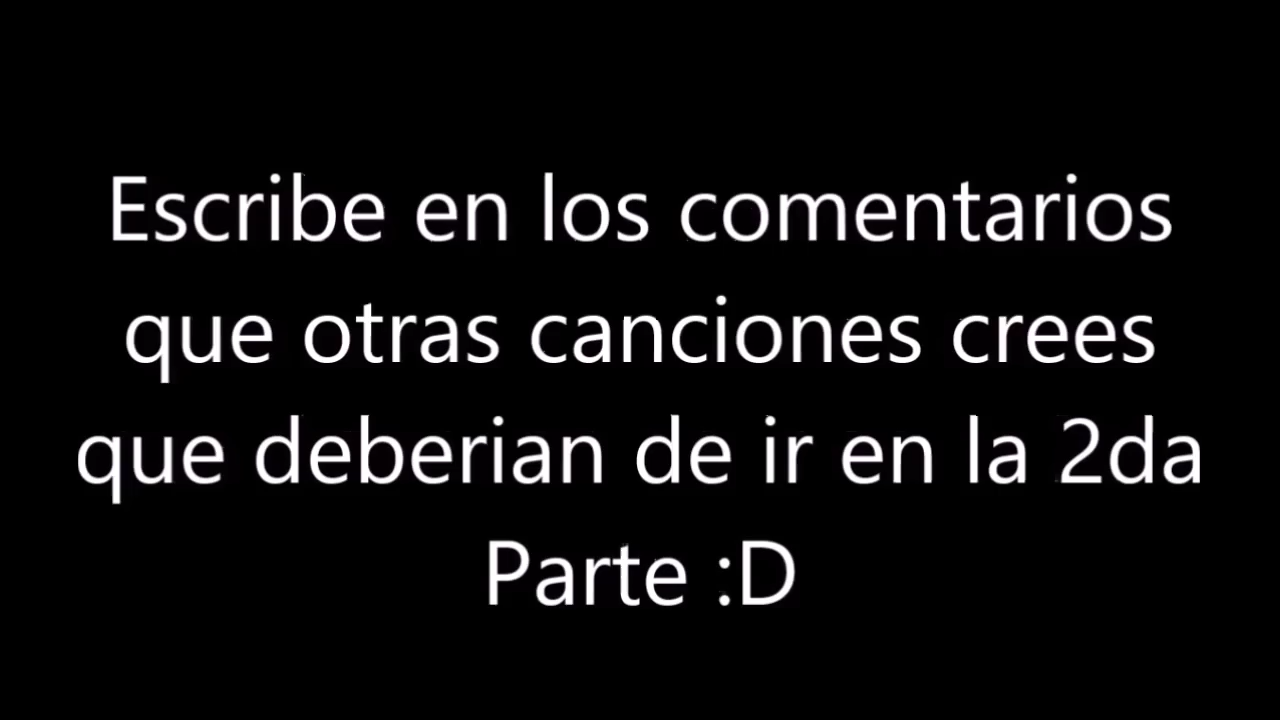 Escribe en los comentarios
que otras canciones crees
que deberian de ir en la 2da
Parte :D